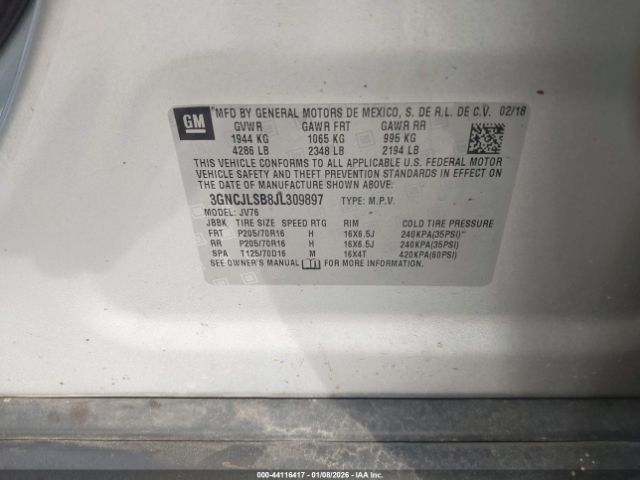 GM
MFD BY GENERAL MOTORS DE MEXICO, S. DE R.L. DE C.V. 02/18
GVWR GAWR FRT GAWR RR
1944 KG 1065 KG 995 KG
4286 LB 2348 LB 2194 LB
THIS VEHICLE CONFORMS TO ALL APPLICABLE U.S. FEDERAL MOTOR
VEHICLE SAFETY AND THEFT PREVENTION STANDARDS IN EFFECT ON THE
DATE OF MANUFACTURE SHOWN ABOVE.
3GNCJLSB8JL309897 TYPE: M.P.V.
MODEL: JV76
JBBK TIRE SIZE SPEED RTG RIM COLD TIRE PRESSURE
FRT P205/70R16 H 16X6.5J 240KPA(35PSI)
RR P205/70R16 H 16X6.5J 240KPA(35PSI)
SPA T125/70D16 M 16X4T 420KPA(60PSI)
SEE OWNER'S MANUAL FOR MORE INFORMATION.
000-44116417 - 01/08/2026 - iaai.com